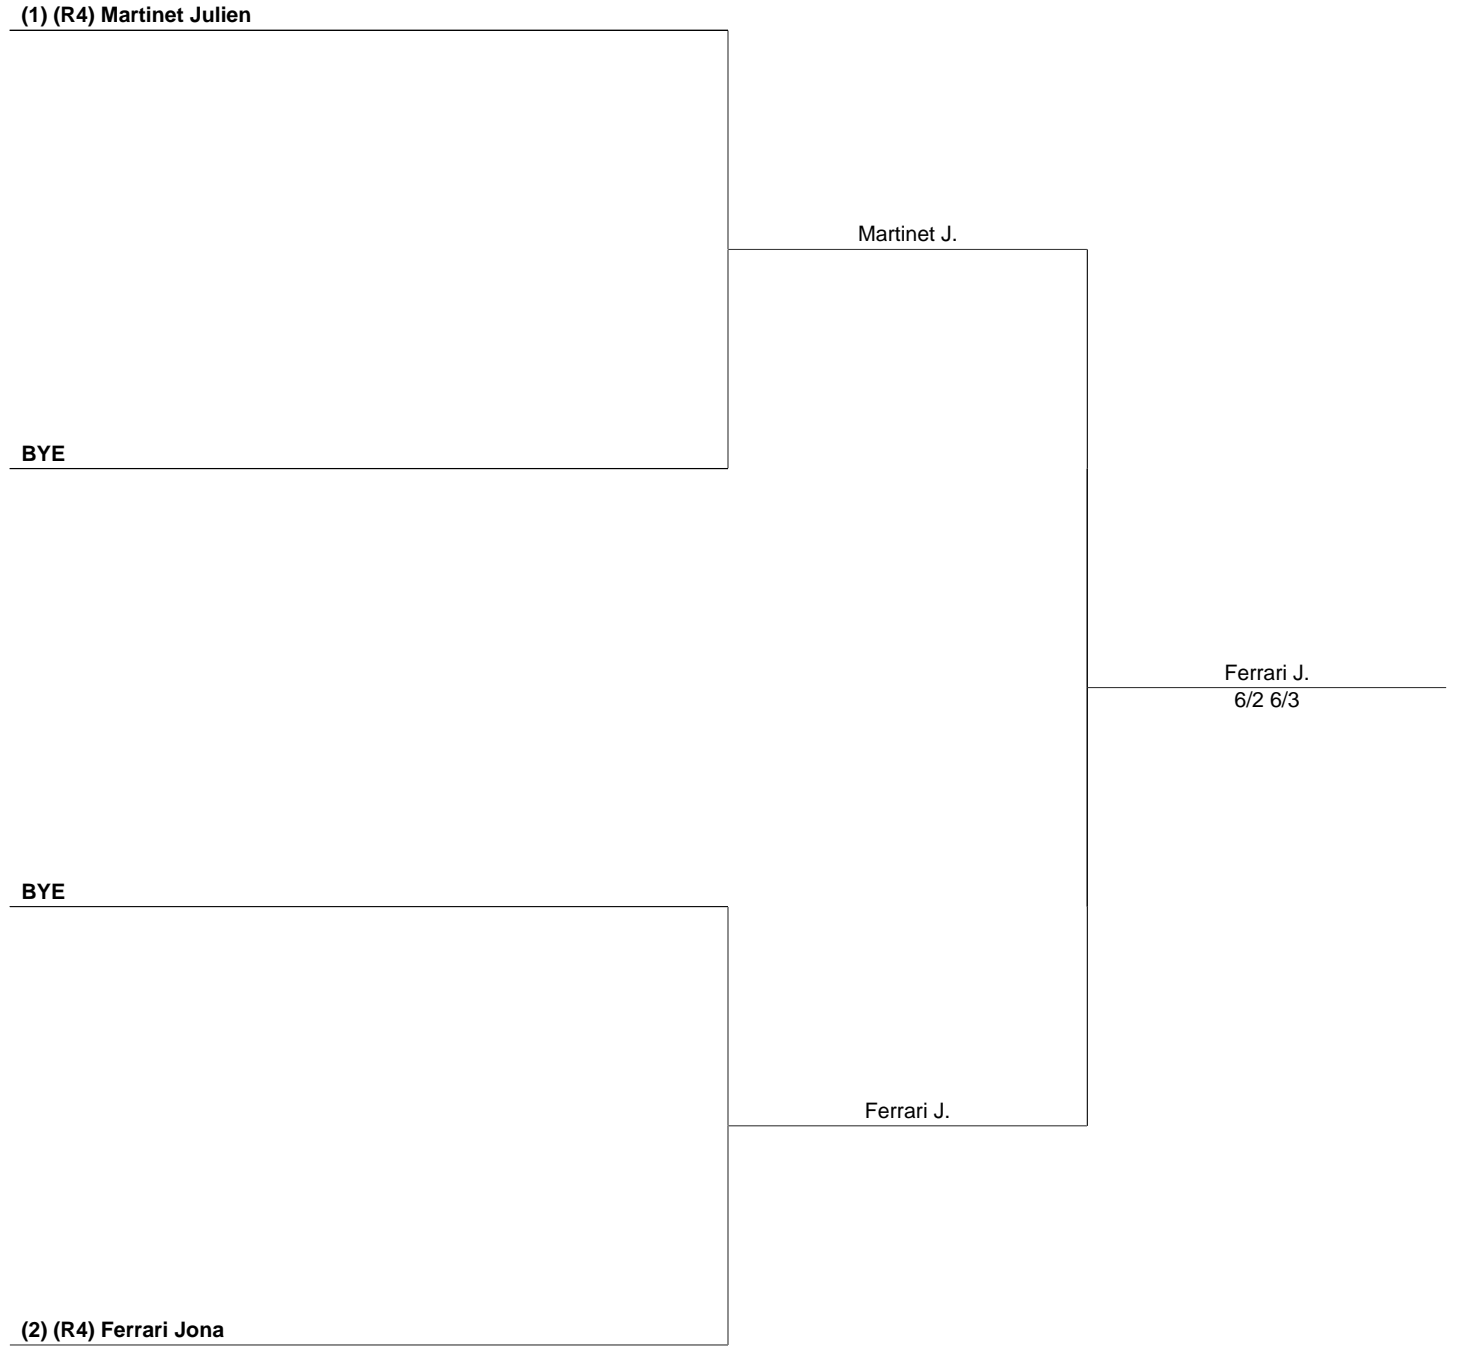 (1) (R4) Martinet Julien
Martinet J.
BYE
Ferrari J.
6/2 6/3
BYE
Ferrari J.
(2) (R4) Ferrari Jona